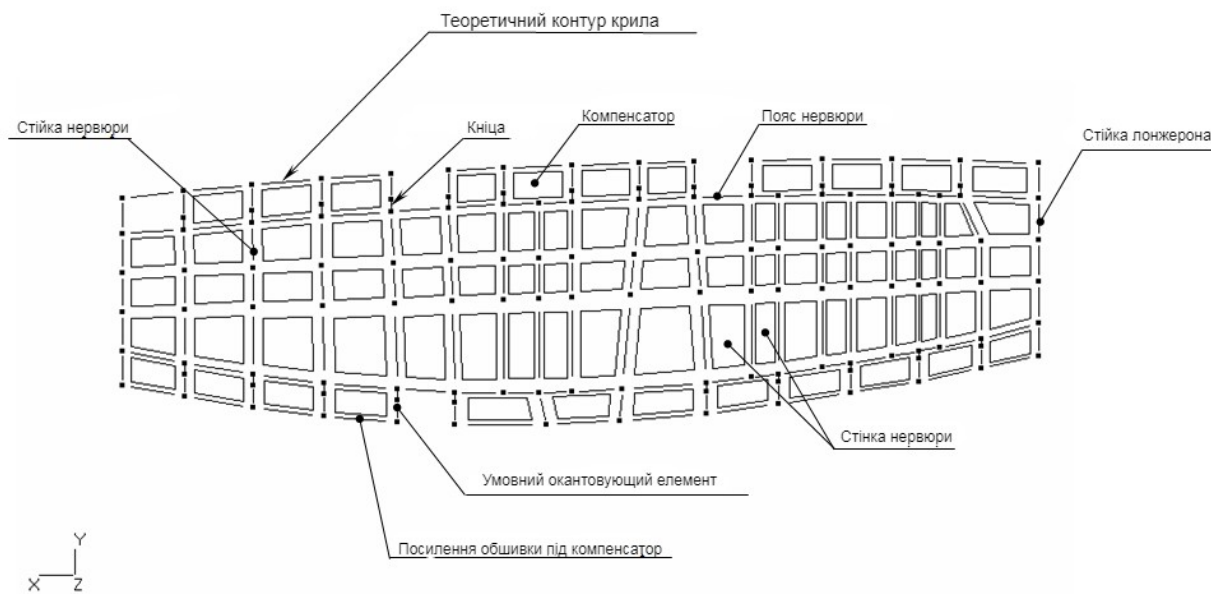 Теоретичний контур крила
Стійка нервюри
Кніца
Компенсатор
Пояс нервюри
Стійка лонжерона
Стінка нервюри
Умовний окантовующий елемент
Посилення обшивки під компенсатор
Y
X
Z